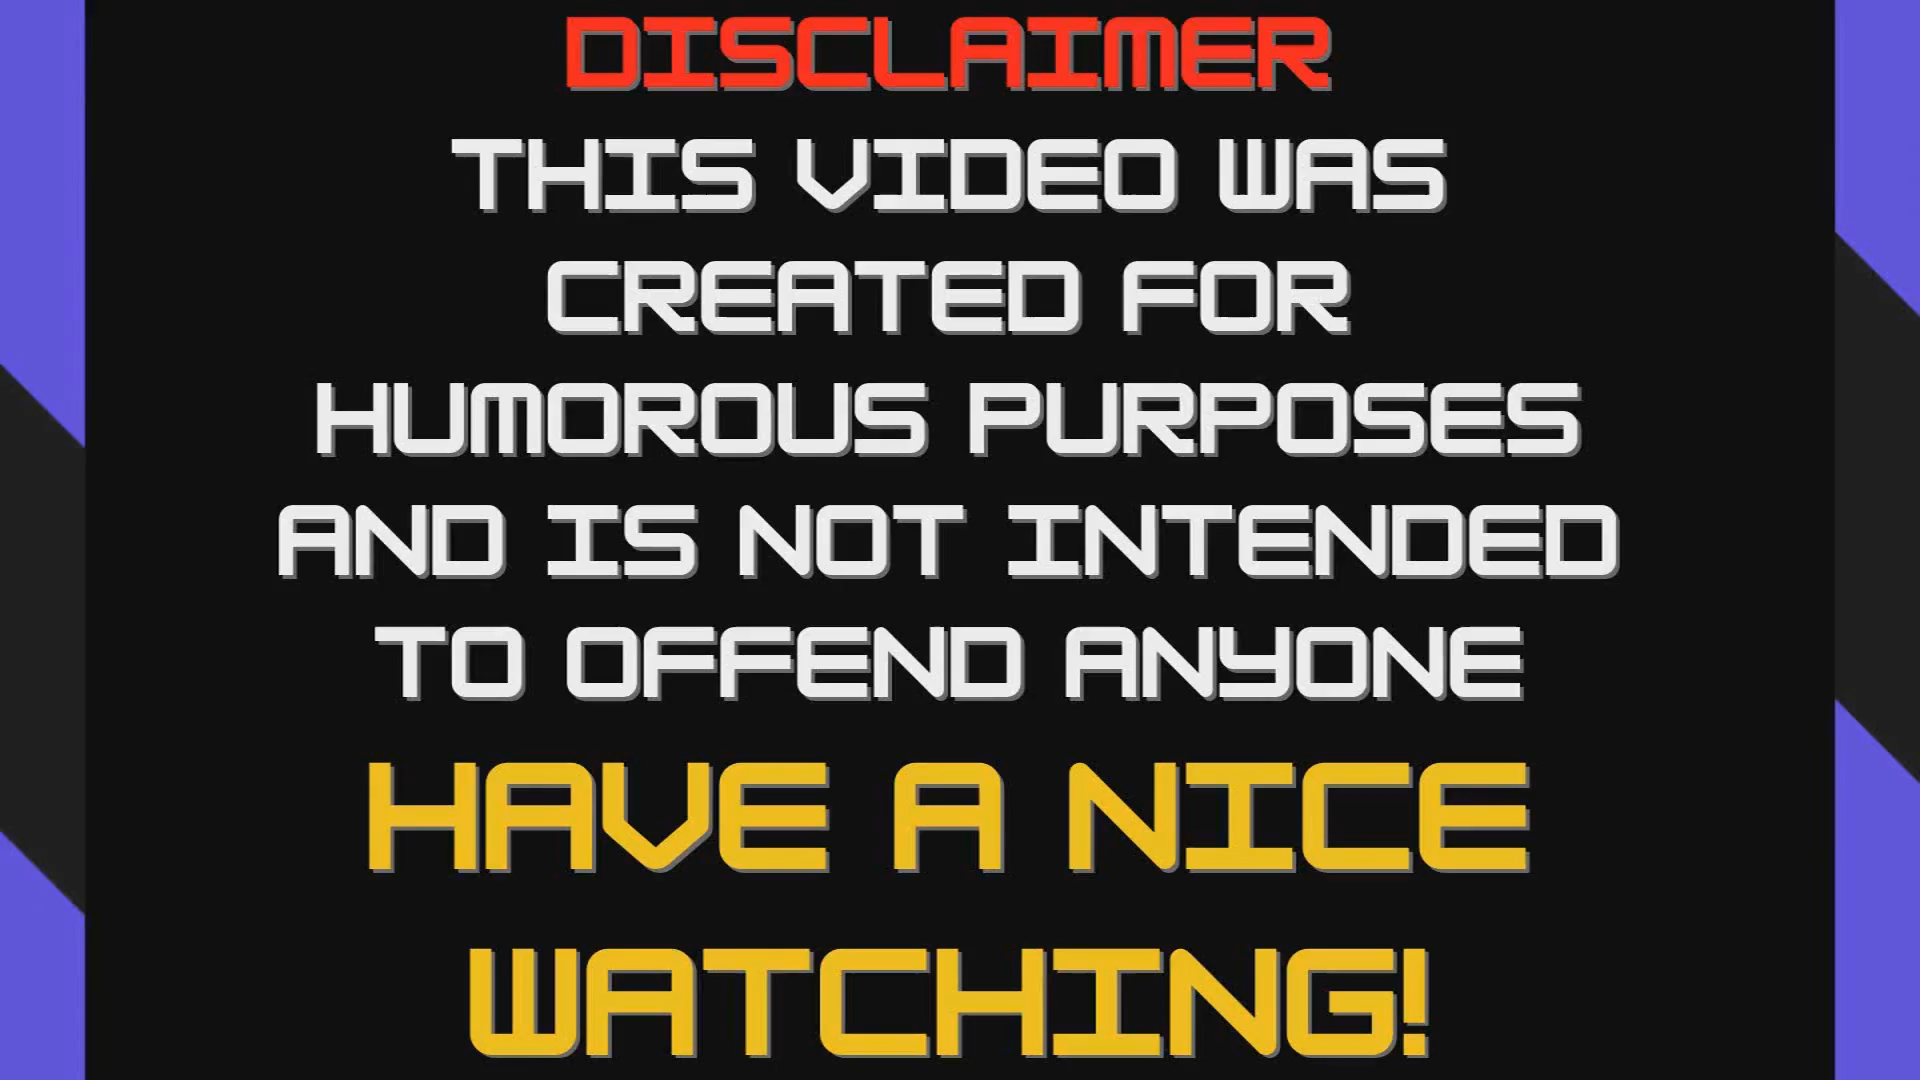 DISCLAIMER
THIS VIDEO WAS
CREATED FOR
HUMOROUS PURPOSES
AND IS NOT INTENDED
TO OFFEND ANYONE
HAVE A NICE
WATCHING!